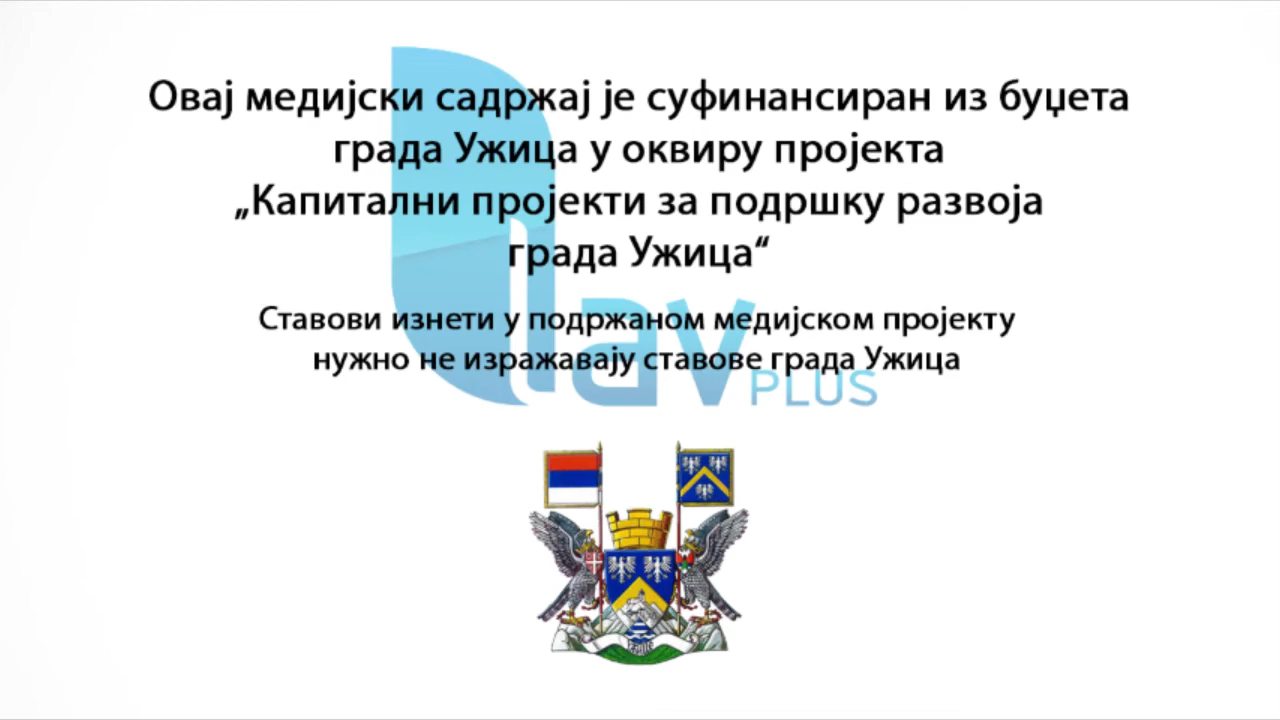 Овај медијски садржај је суфинансиран из буџета
града Ужица у оквиру пројекта
„Капитални пројекти за подршку развоја
града Ужица“
Ставови изнети у подржаном медијском пројекту
нужно не изражавају ставове града Ужица
lav
PLUS